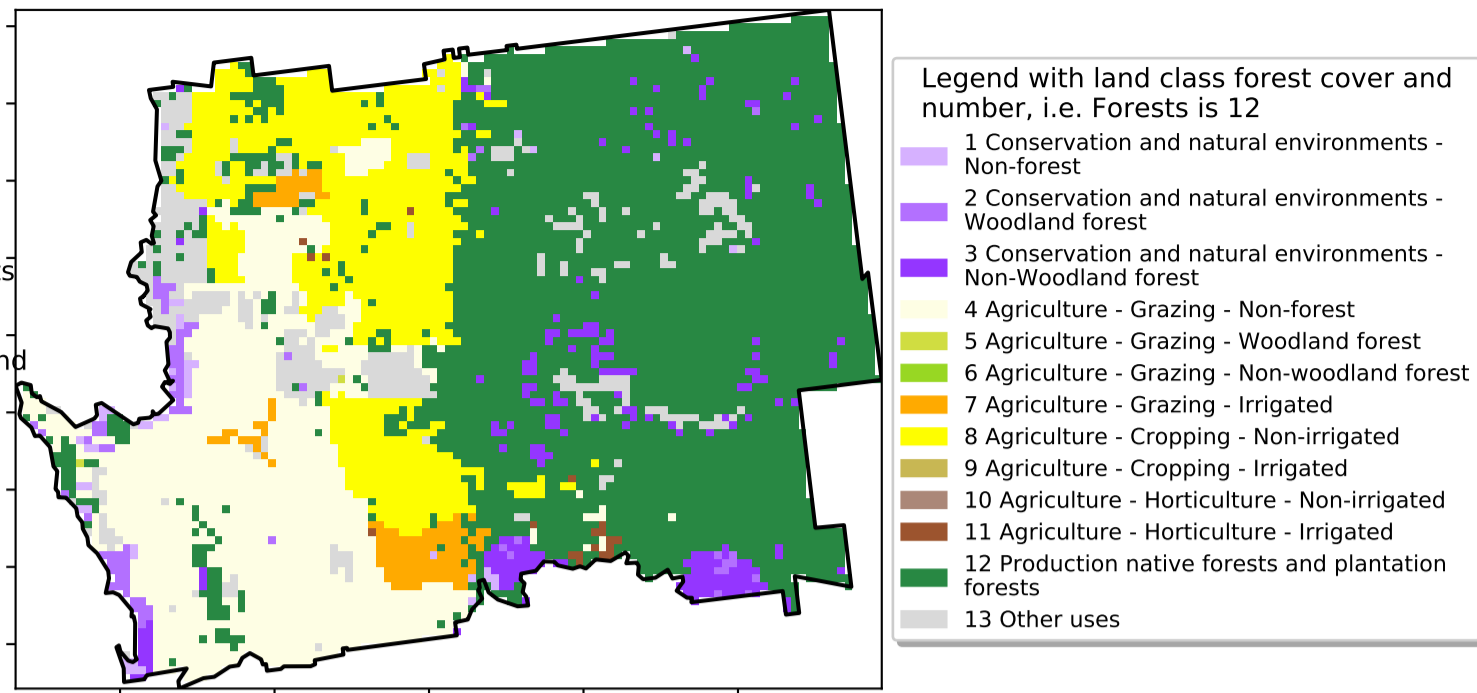 ts
nd
Legend with land class forest cover and
number, i.e. Forests is 12
1 Conservation and natural environments -
Non-forest
2 Conservation and natural environments -
Woodland forest
3 Conservation and natural environments -
Non-Woodland forest
4 Agriculture - Grazing - Non-forest
5 Agriculture - Grazing - Woodland forest
6 Agriculture - Grazing - Non-woodland forest
7 Agriculture - Grazing - Irrigated
8 Agriculture - Cropping - Non-irrigated
9 Agriculture - Cropping - Irrigated
10 Agriculture - Horticulture - Non-irrigated
11 Agriculture - Horticulture - Irrigated
12 Production native forests and plantation
forests
13 Other uses